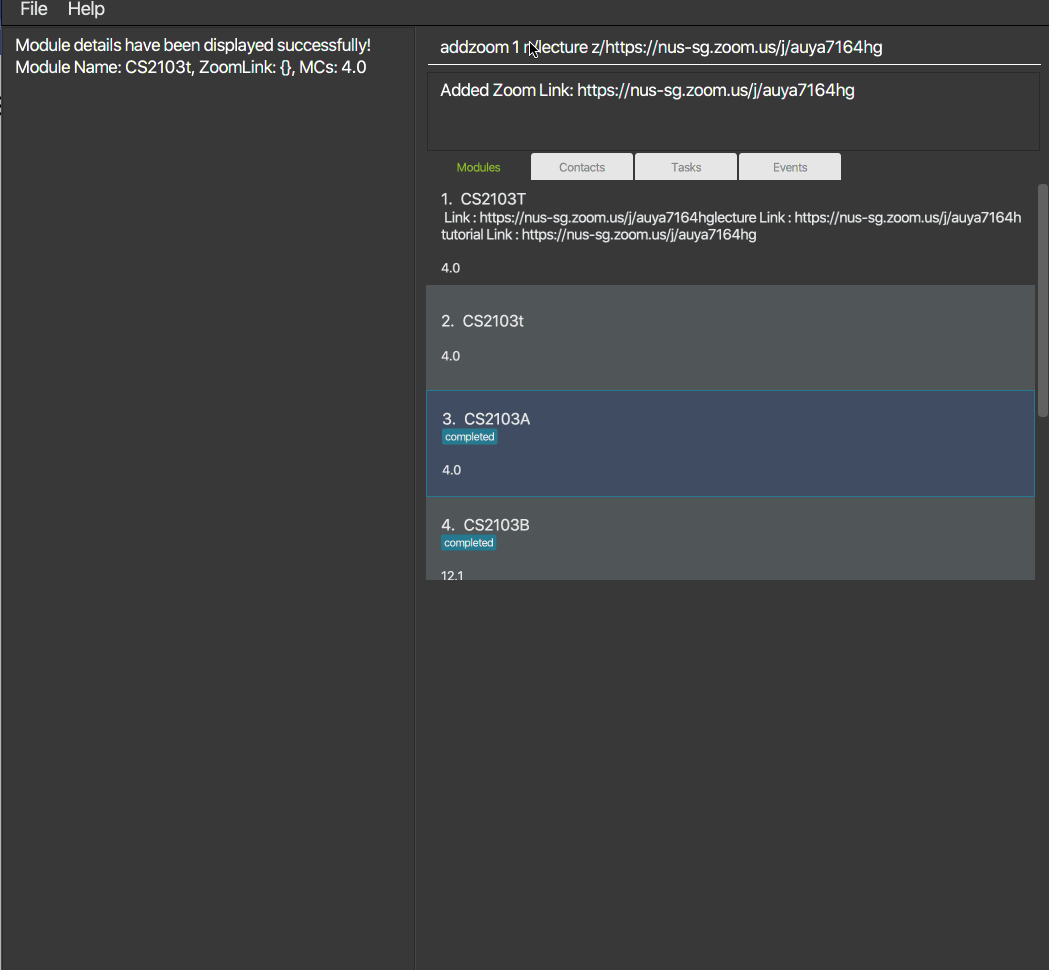 File Help
Module details have been displayed successfully!
Module Name: CS2103t, ZoomLink: {}, MCs: 4.0
addzoom 1 z/https://nus-sg.zoom.us/j/auya7164hg
Added Zoom Link: https://nus-sg.zoom.us/j/auya7164hg
Modules Contacts Tasks Events
1. CS2103T
Link : https://nus-sg.zoom.us/j/auya7164hglecture Link : https://nus-sg.zoom.us/j/auya7164h
tutorial Link : https://nus-sg.zoom.us/j/auya7164hg
4.0
2. CS2103t
4.0
3. CS2103A
completed
4.0
4. CS2103B
completed
12.1